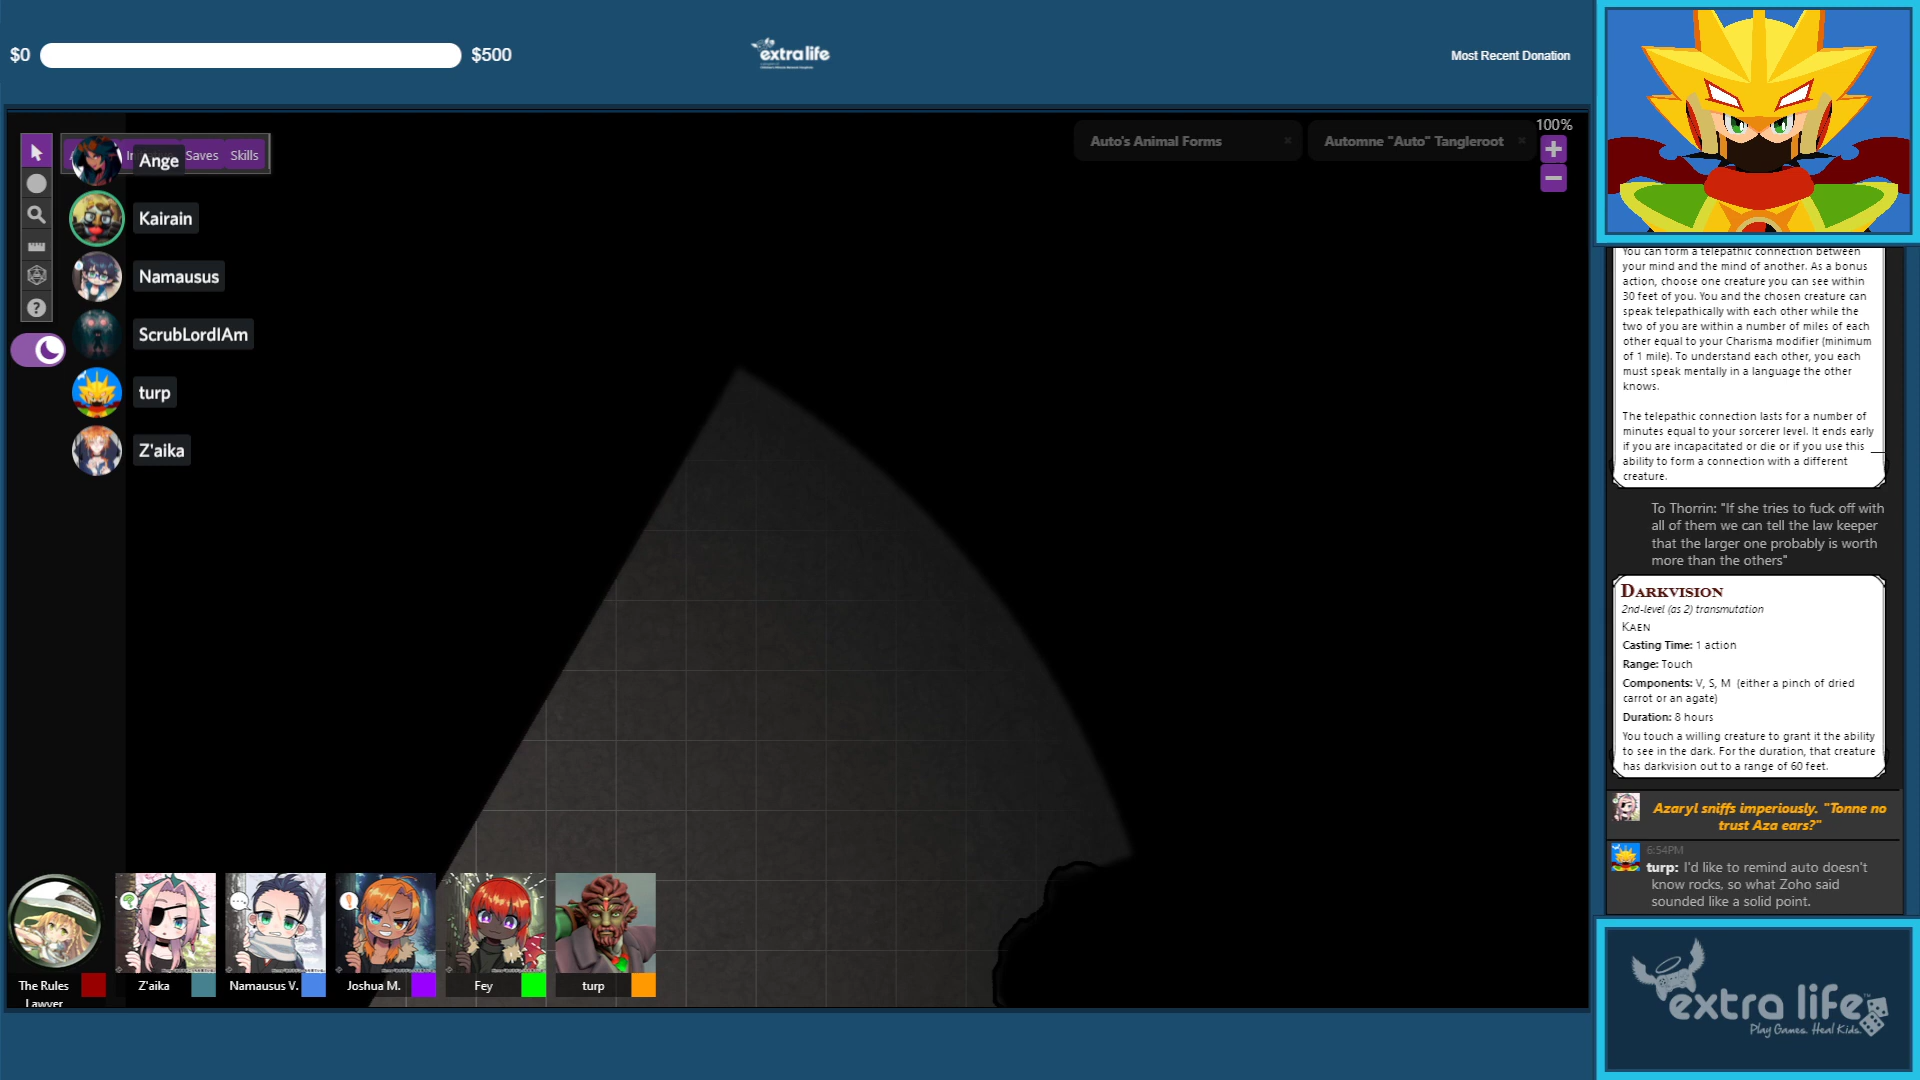 $0
$500
extra life
Most Recent Donation
Ange
Saves
Skills
Kairain
Namausus
ScrubLordIAm
turp
Z'aika
Auto's Animal Forms
Automne "Auto" Tangleroot
100%
You can form a telepathic connection between
your mind and the mind of another. As a bonus
action, choose one creature you can see within
30 feet of you. You and the chosen creature can
speak telepathically with each other while the
two of you are within a number of miles of each
other equal to your Charisma modifier (minimum
of 1 mile). To understand each other, you each
must speak mentally in a language the other
knows.
The telepathic connection lasts for a number of
minutes equal to your sorcerer level. It ends early
if you are incapacitated or die or if you use this
ability to form a connection with a different
creature.
To Thorrin: "If she tries to fuck off with
all of them we can tell the law keeper
that the larger one probably is worth
more than the others"
Darkvision
2nd-level (as 2) transmutation
Kaen
Casting Time: 1 action
Range: Touch
Components: V, S, M (either a pinch of dried
carrot or an agate)
Duration: 8 hours
You touch a willing creature to grant it the ability
to see in the dark. For the duration, that creature
has darkvision out to a range of 60 feet.
Azaryl sniffs imperiously. "Tonne no
trust Aza ears?"
6:54PM
turp: I'd like to remind auto doesn't
know rocks, so what Zoho said
sounded like a solid point.
The Rules
Lawyer
Z'aika
Namausus V.
Joshua M.
Fey
turp
extra life
Play Games. Heal Kids.